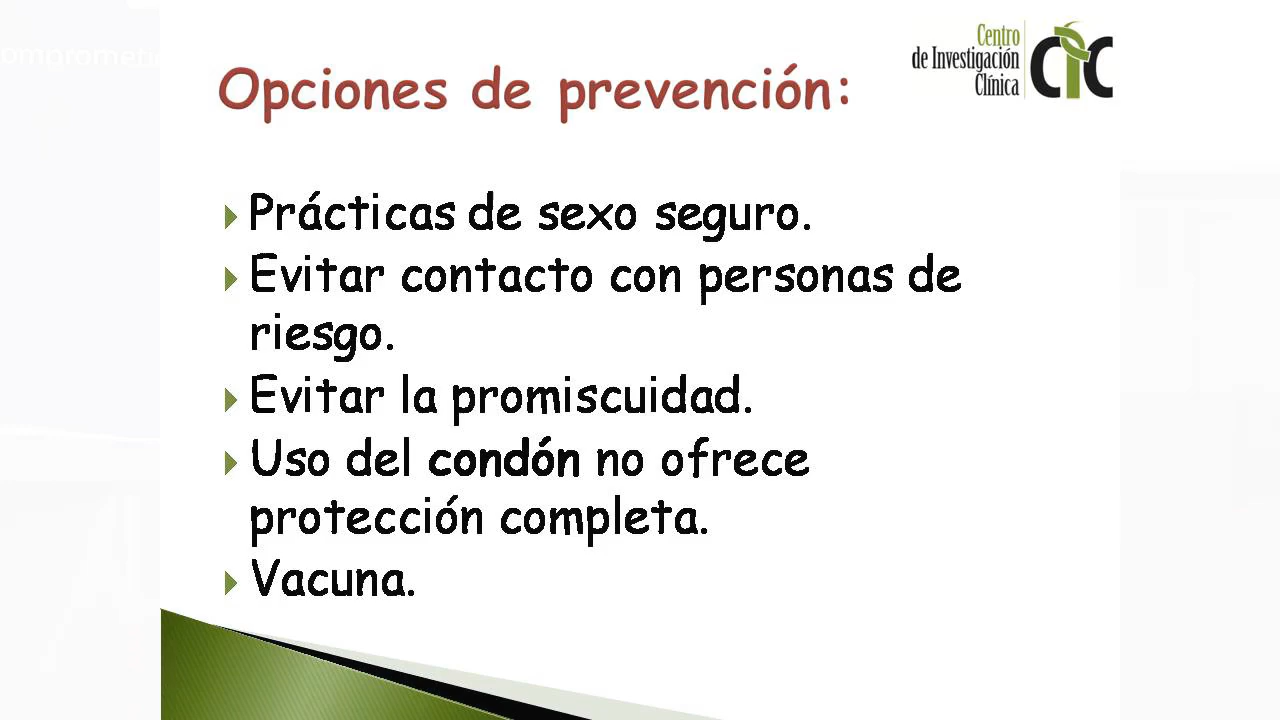 Centro
de Investigación
Clínica
CIC
Opciones de prevención:
Prácticas de sexo seguro.
Evitar contacto con personas de
riesgo.
Evitar la promiscuidad.
Uso del condón no ofrece
protección completa.
Vacuna.